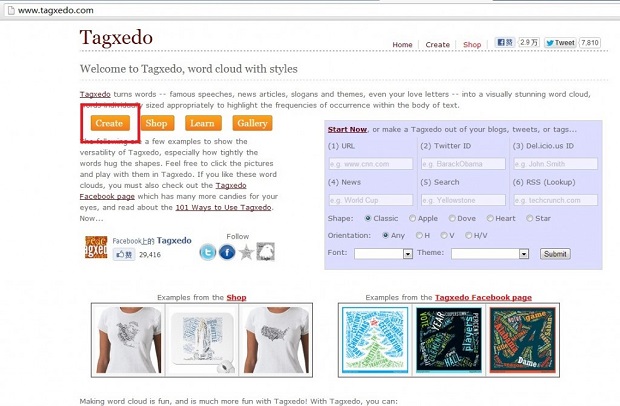 www.tagxedo.com
Tagxedo
Home Create Shop 赞 2.9 万 Tweet 7,810
Welcome to Tagxedo, word cloud with styles
Tagxedo turns words -- famous speeches, news articles, slogans and themes, even your love letters -- into a visually stunning word cloud,
words individually sized appropriately to highlight the frequencies of occurrence within the body of text.
Create Shop Learn Gallery
The following are a few examples to show the
versatility of Tagxedo, especially how tightly the
words hug the shapes. Feel free to click the pictures
and play with them in Tagxedo. If you like these word
clouds, you must also check out the Tagxedo
Facebook page which has many more candies for your
eyes, and read about the 101 Ways to Use Tagxedo.
Now...
Facebook上的 Tagxedo
赞 29,416
Follow
Start Now, or make a Tagxedo out of your blogs, tweets, or tags...
(1) URL (2) Twitter ID (3) Del.icio.us ID
e.g. www.cnn.com e.g. BarackObama e.g. John Smith
(4) News (5) Search (6) RSS (Lookup)
e.g. World Cup e.g. Yellowstone e.g. techcrunch.com
Shape: Classic Apple Dove Heart Star
Orientation: Any H V H/V
Font: Theme: Submit
Examples from the Shop
Examples from the Tagxedo Facebook page
YEAR
players
game
Making word cloud is fun, and is much more fun with Tagxedo! With Tagxedo, you can: